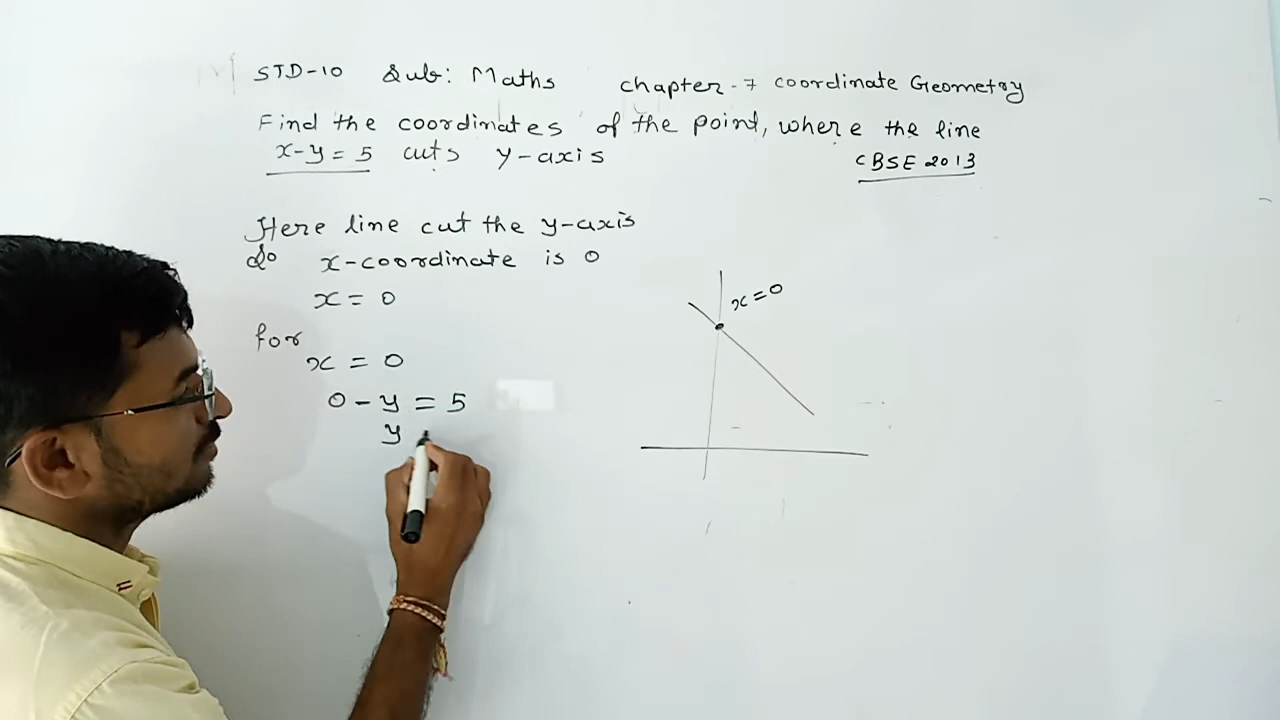 STD-10 Sub: Maths chapter-7 coordinate Geometry
Find the coordinates of the point, where the line
x-y = 5 cuts y-axis
CBSE 2013
Here line cut the y-axis
So x-coordinate is 0
x = 0
for
x = 0
0 - y = 5
y
x = 0